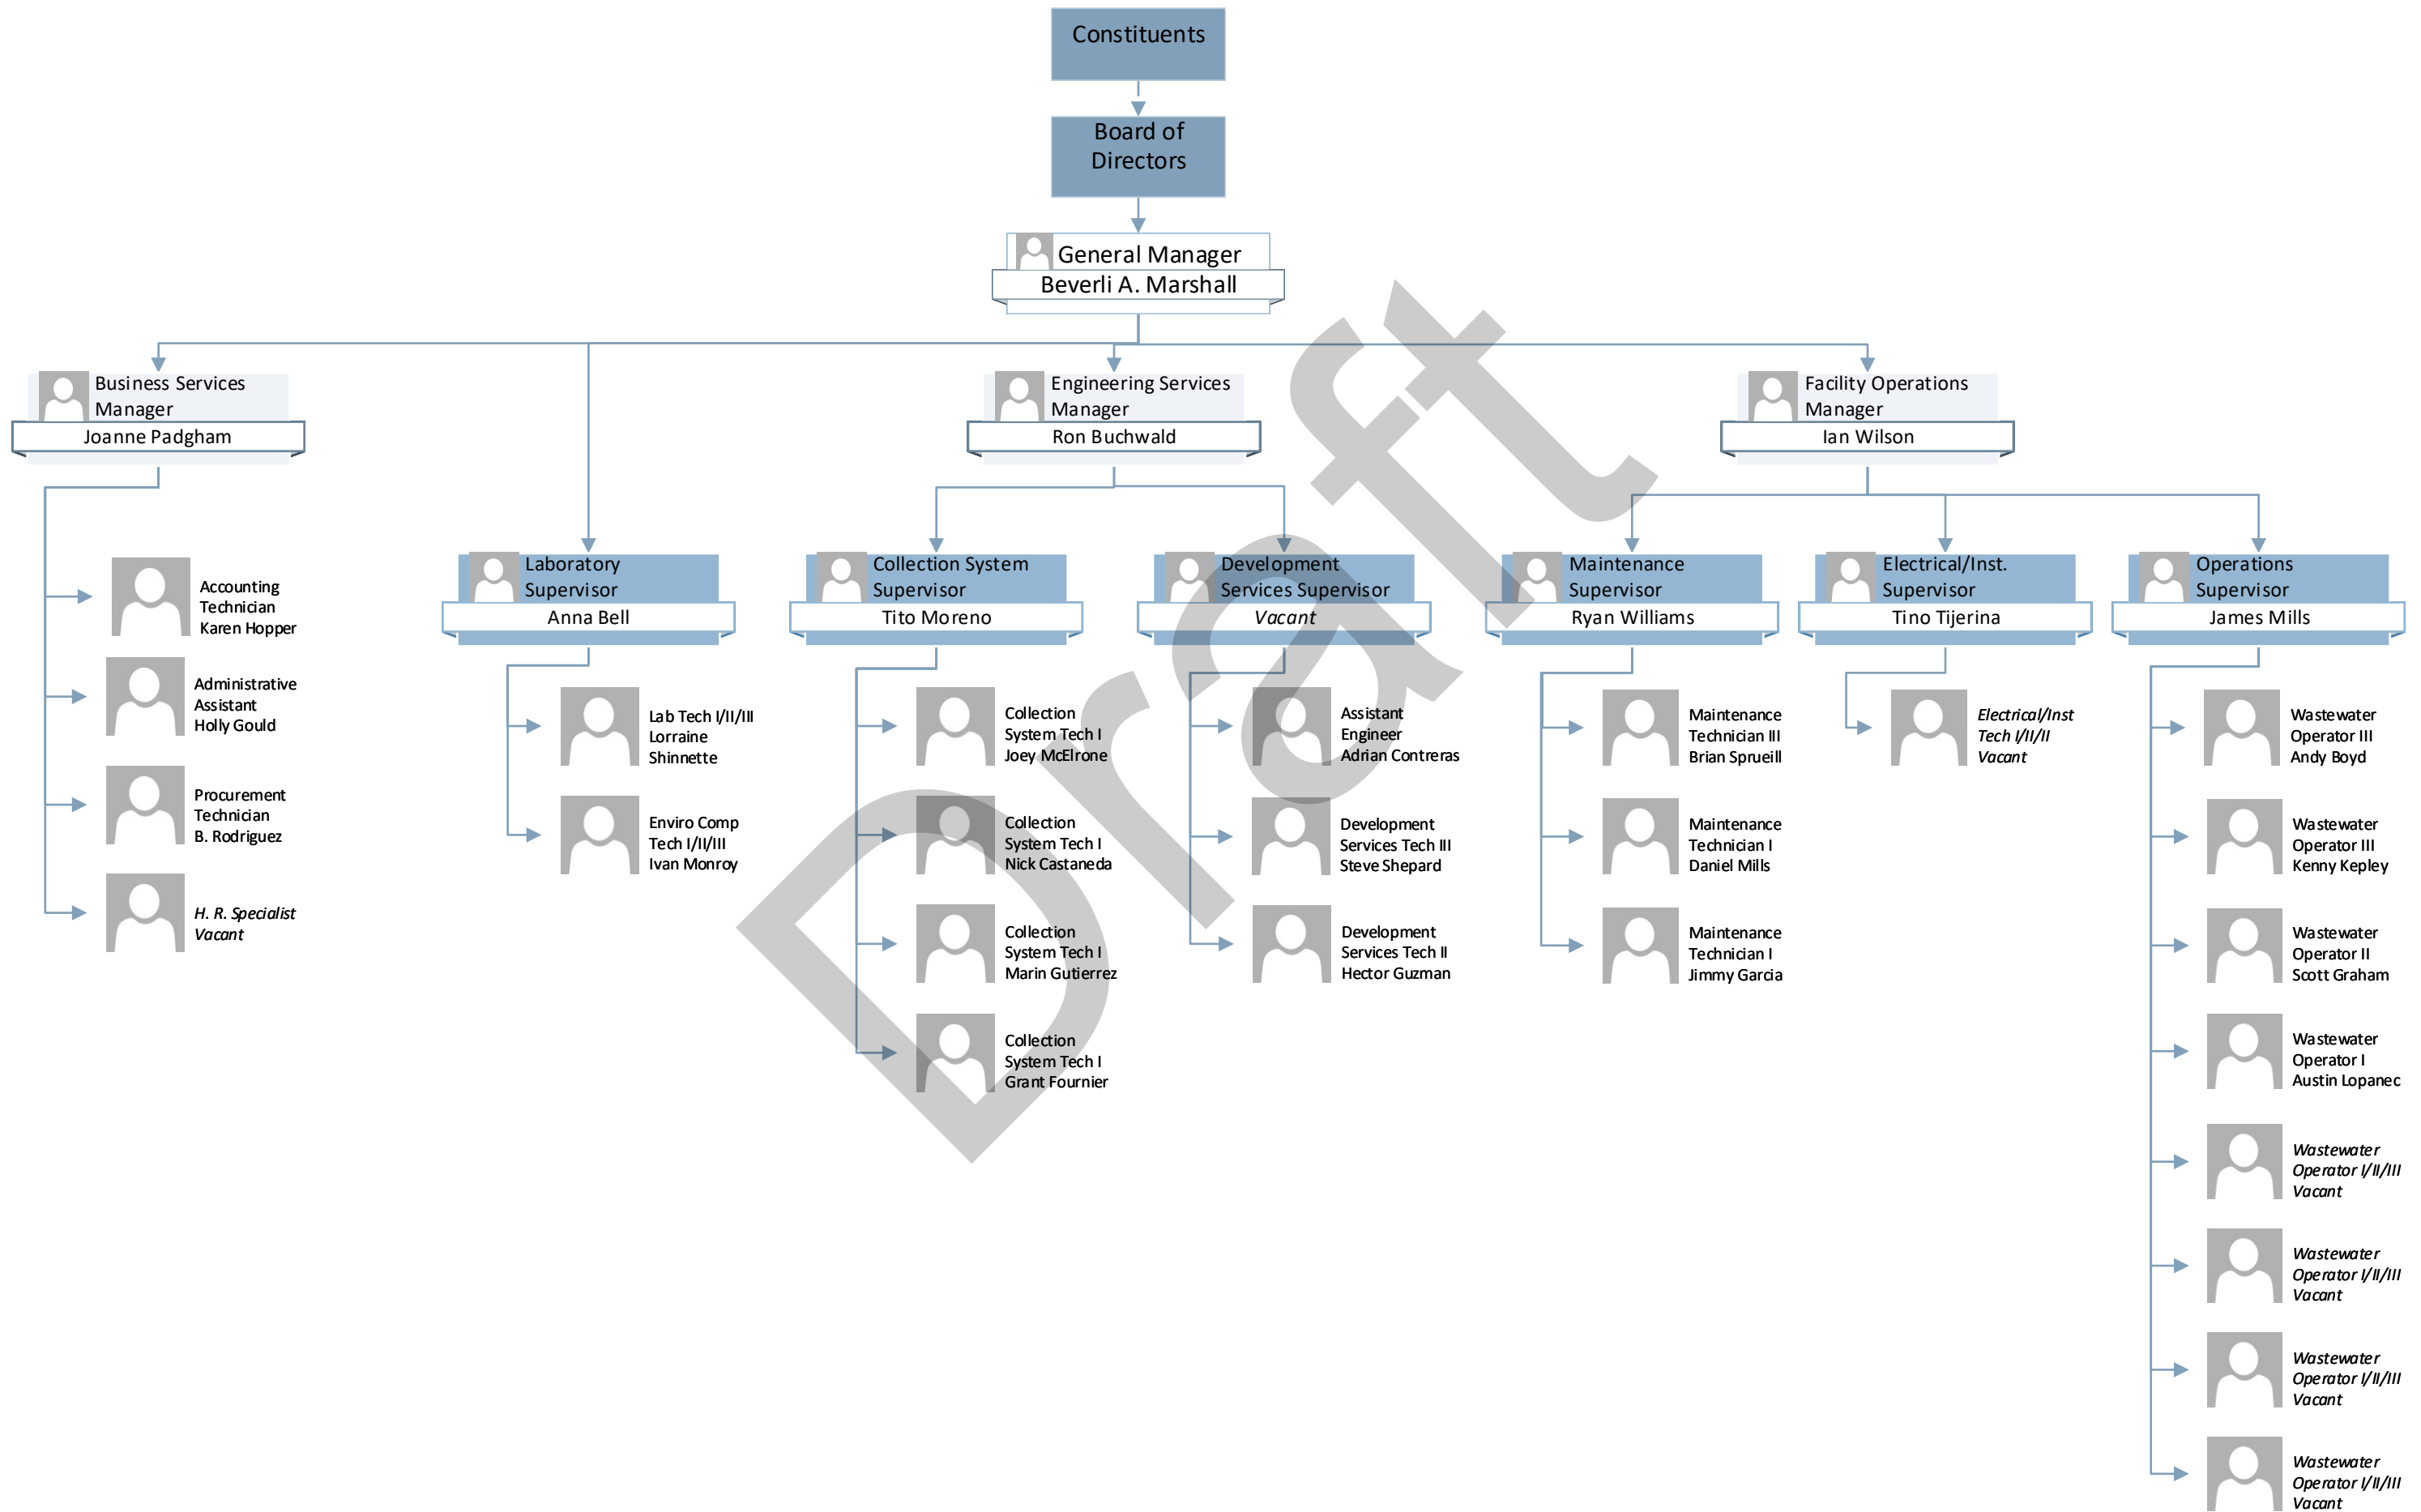 Constituents
Board of
Directors
General Manager
Beverli A. Marshall
Business Services
Manager
Joanne Padgham
Engineering Services
Manager
Ron Buchwald
Facility Operations
Manager
Ian Wilson
Accounting
Technician
Karen Hopper
Administrative
Assistant
Holly Gould
Procurement
Technician
B. Rodriguez
H. R. Specialist
Vacant
Laboratory
Supervisor
Anna Bell
Lab Tech I/II/III
Lorraine
Shinnette
Enviro Comp
Tech I/II/III
Ivan Monroy
Collection System
Supervisor
Tito Moreno
Collection
System Tech I
Joey McElrone
Collection
System Tech I
Nick Castaneda
Collection
System Tech I
Marin Gutierrez
Collection
System Tech I
Grant Fournier
Development
Services Supervisor
Vacant
Assistant
Engineer
Adrian Contreras
Development
Services Tech III
Steve Shepard
Development
Services Tech II
Hector Guzman
Maintenance
Supervisor
Ryan Williams
Maintenance
Technician III
Brian Sprueill
Maintenance
Technician I
Daniel Mills
Maintenance
Technician I
Jimmy Garcia
Electrical/Inst.
Supervisor
Tino Tijerina
Electrical/Inst
Tech I/II/II
Vacant
Operations
Supervisor
James Mills
Wastewater
Operator III
Andy Boyd
Wastewater
Operator III
Kenny Kepley
Wastewater
Operator II
Scott Graham
Wastewater
Operator I
Austin Lopanec
Wastewater
Operator I/II/III
Vacant
Wastewater
Operator I/II/III
Vacant
Wastewater
Operator I/II/III
Vacant
Wastewater
Operator I/II/III
Vacant
Draft